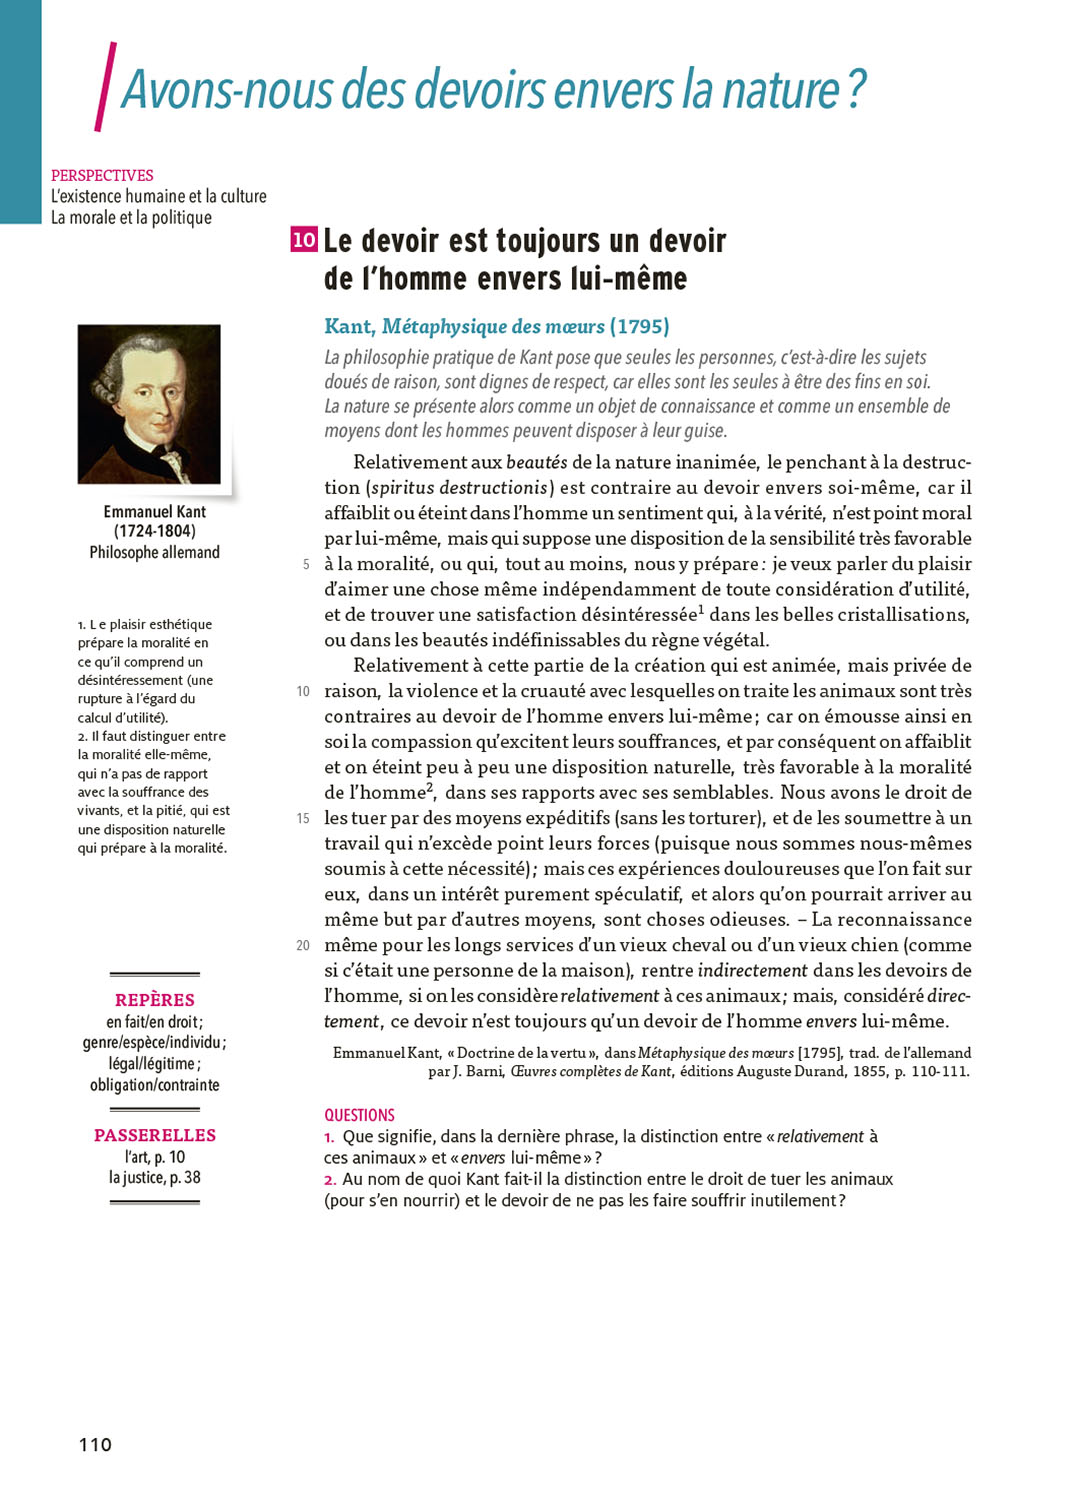 Avons-nous des devoirs envers la nature ?
PERSPECTIVES
L'existence humaine et la culture
La morale et la politique
10 Le devoir est toujours un devoir
de l'homme envers lui-même
Kant, Métaphysique des mœurs (1795)
La philosophie pratique de Kant pose que seules les personnes, c'est-à-dire les sujets
doués de raison, sont dignes de respect, car elles sont les seules à être des fins en soi.
La nature se présente alors comme un objet de connaissance et comme un ensemble de
moyens dont les hommes peuvent disposer à leur guise.
Relativement aux beautés de la nature inanimée, le penchant à la destruc-
tion (spiritus destructionis) est contraire au devoir envers soi-même, car il
affaiblit ou éteint dans l'homme un sentiment qui, à la vérité, n'est point moral
par lui-même, mais qui suppose une disposition de la sensibilité très favorable
5 à la moralité, ou qui, tout au moins, nous y prépare : je veux parler du plaisir
d'aimer une chose même indépendamment de toute considération d'utilité,
et de trouver une satisfaction désintéressée1 dans les belles cristallisations,
ou dans les beautés indéfinissables du règne végétal.
Relativement à cette partie de la création qui est animée, mais privée de
10 raison, la violence et la cruauté avec lesquelles on traite les animaux sont très
contraires au devoir de l'homme envers lui-même ; car on émousse ainsi en
soi la compassion qu'excitent leurs souffrances, et par conséquent on affaiblit
et on éteint peu à peu une disposition naturelle, très favorable à la moralité
de l'homme2, dans ses rapports avec ses semblables. Nous avons le droit de
15 les tuer par des moyens expéditifs (sans les torturer), et de les soumettre à un
travail qui n'excède point leurs forces (puisque nous sommes nous-mêmes
soumis à cette nécessité) ; mais ces expériences douloureuses que l'on fait sur
eux, dans un intérêt purement spéculatif, et alors qu'on pourrait arriver au
même but par d'autres moyens, sont choses odieuses. – La reconnaissance
20 même pour les longs services d'un vieux cheval ou d'un vieux chien (comme
si c'était une personne de la maison), rentre indirectement dans les devoirs de
l'homme, si on les considère relativement à ces animaux ; mais, considéré direc-
tement, ce devoir n'est toujours qu'un devoir de l'homme envers lui-même.
Emmanuel Kant, « Doctrine de la vertu », dans Métaphysique des mœurs [1795], trad. de l'allemand
par J. Barni, Œuvres complètes de Kant, éditions Auguste Durand, 1855, p. 110-111.
QUESTIONS
1. Que signifie, dans la dernière phrase, la distinction entre « relativement à
ces animaux » et « envers lui-même » ?
2. Au nom de quoi Kant fait-il la distinction entre le droit de tuer les animaux
(pour s'en nourrir) et le devoir de ne pas les faire souffrir inutilement ?
Emmanuel Kant
(1724-1804)
Philosophe allemand
1. L e plaisir esthétique
prépare la moralité en
ce qu'il comprend un
désintéressement (une
rupture à l'égard du
calcul d'utilité).
2. Il faut distinguer entre
la moralité elle-même,
qui n'a pas de rapport
avec la souffrance des
vivants, et la pitié, qui est
une disposition naturelle
qui prépare à la moralité.
REPÈRES
en fait/en droit ;
genre/espèce/individu ;
légal/légitime ;
obligation/contrainte
PASSERELLES
l'art, p. 10
la justice, p. 38
110